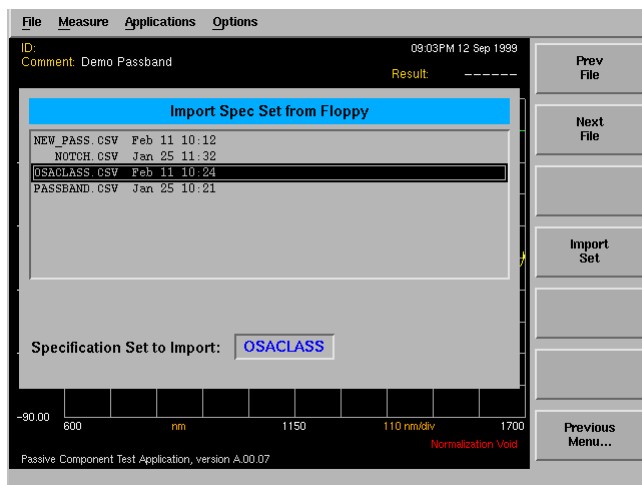 File Measure Applications Options
ID:
09:03PM 12 Sep 1999
Comment: Demo Passband
Result: ------
Import Spec Set from Floppy
NEW_PASS.CSV Feb 11 10:12
NOTCH.CSV Jan 25 11:32
OSACLASS.CSV Feb 11 10:24
PASSBAND.CSV Jan 25 10:21
Specification Set to Import: OSACLASS
-90.00
600 nm 1150 110 nm/div 1700
Normalization Void
Passive Component Test Application, version A.00.07
Prev
File
Next
File
Import
Set
Previous
Menu...